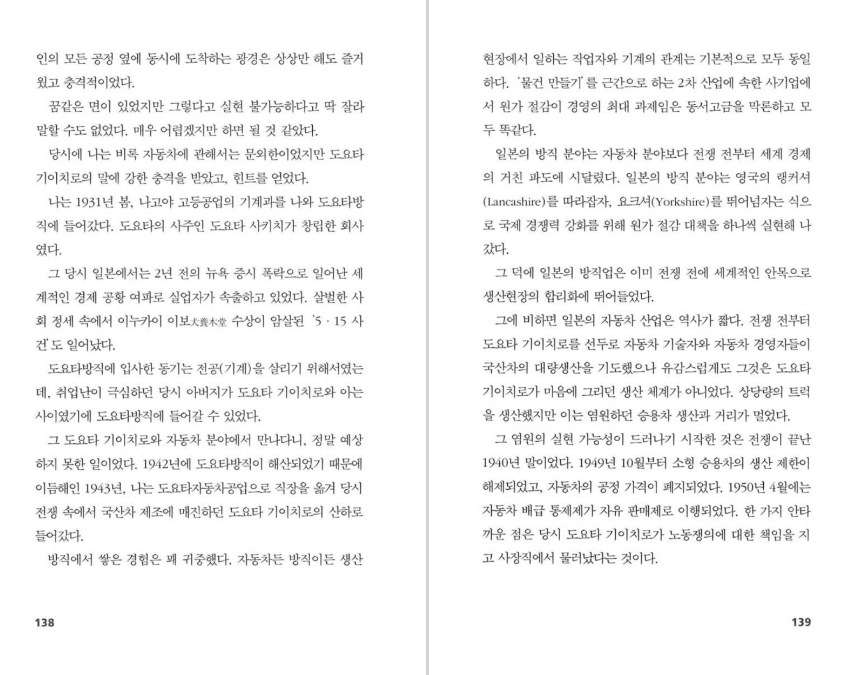 인의 모든 공정 옆에 동시에 도착하는 광경은 상상만 해도 즐거
웠고 충격적이었다.
꿈같은 면이 있었지만 그렇다고 실현 불가능하다고 딱 잘라
말할 수도 없었다. 매우 어렵겠지만 하면 될 것 같았다.
당시에 나는 비록 자동차에 관해서는 문외한이었지만 도요타
기이치로의 말에 강한 충격을 받았고, 힌트를 얻었다.
나는 1931년 봄, 나고야 고등공업의 기계과를 나와 도요타방
직에 들어갔다. 도요타의 사주인 도요타 사키치가 창립한 회사
였다.
그 당시 일본에서는 2년 전의 뉴욕 증시 폭락으로 일어난 세
계적인 경제 공황 여파로 실업자가 속출하고 있었다. 살벌한 사
회 정세 속에서 이누카이 이보犬養木堂 수상이 암살된 ‘5·15 사
건’도 일어났다.
도요타방직에 입사한 동기는 전공(기계)을 살리기 위해서였는
데, 취업난이 극심하던 당시 아버지가 도요타 기이치로와 아는
사이였기에 도요타방직에 들어갈 수 있었다.
그 도요타 기이치로와 자동차 분야에서 만나다니, 정말 예상
하지 못한 일이었다. 1942년에 도요타방직이 해산되었기 때문에
이듬해인 1943년, 나는 도요타자동차공업으로 직장을 옮겨 당시
전쟁 속에서 국산차 제조에 매진하던 도요타 기이치로의 산하로
들어갔다.
방직에서 쌓은 경험은 꽤 귀중했다. 자동차든 방직이든 생산
138
현장에서 일하는 작업자와 기계의 관계는 기본적으로 모두 동일
하다. ‘물건 만들기’를 근간으로 하는 2차 산업에 속한 사기업에
서 원가 절감이 경영의 최대 과제임은 동서고금을 막론하고 모
두 똑같다.
일본의 방직 분야는 자동차 분야보다 전쟁 전부터 세계 경제
의 거친 파도에 시달렸다. 일본의 방직 분야는 영국의 랭커셔
(Lancashire)를 따라잡자, 요크셔(Yorkshire)를 뛰어넘자는 식으
로 국제 경쟁력 강화를 위해 원가 절감 대책을 하나씩 실현해 나
갔다.
그 덕에 일본의 방직업은 이미 전쟁 전에 세계적인 안목으로
생산현장의 합리화에 뛰어들었다.
그에 비하면 일본의 자동차 산업은 역사가 짧다. 전쟁 전부터
도요타 기이치로를 선두로 자동차 기술자와 자동차 경영자들이
국산차의 대량생산을 기도했으나 유감스럽게도 그것은 도요타
기이치로가 마음에 그리던 생산 체계가 아니었다. 상당량의 트럭
을 생산했지만 이는 염원하던 승용차 생산과 거리가 멀었다.
그 염원의 실현 가능성이 드러나기 시작한 것은 전쟁이 끝난
1940년 말이었다. 1949년 10월부터 소형 승용차의 생산 제한이
해제되었고, 자동차의 공정 가격이 폐지되었다. 1950년 4월에는
자동차 배급 통제제가 자유 판매제로 이행되었다. 한 가지 안타
까운 점은 당시 도요타 기이치로가 노동쟁의에 대한 책임을 지
고 사장직에서 물러났다는 것이다.
139